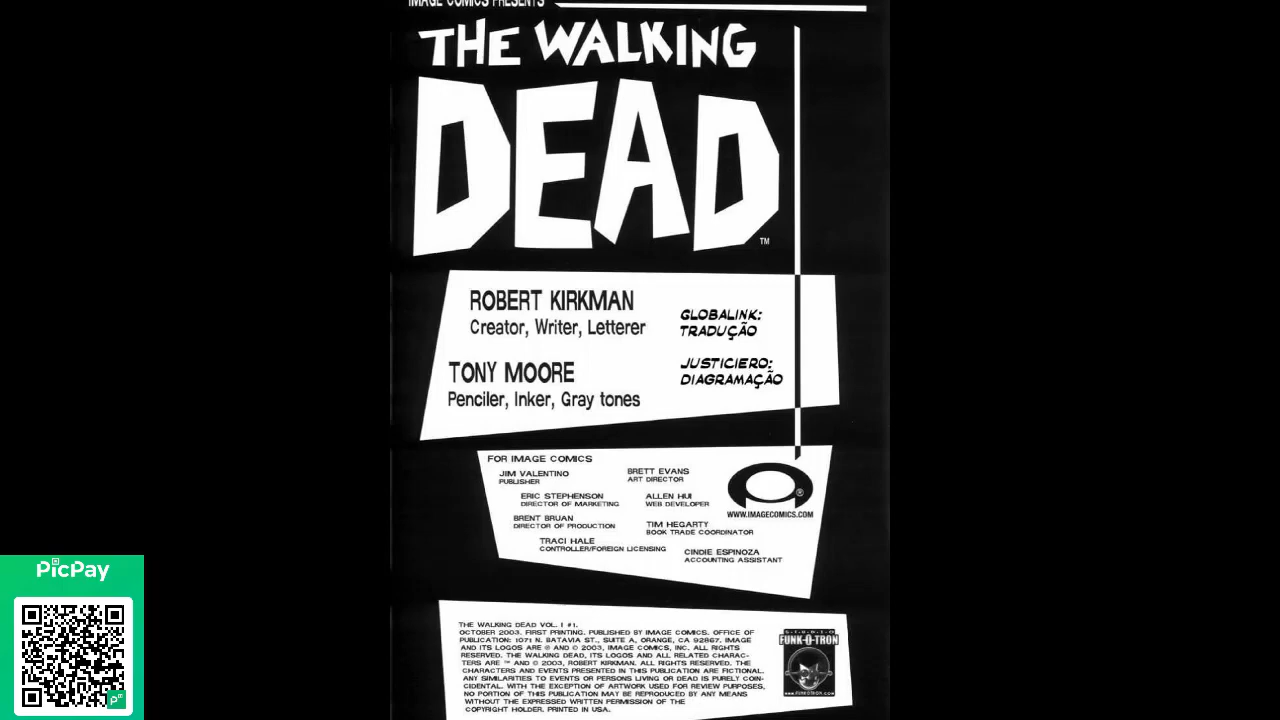 IMAGE COMICS PRESENTS
THE WALKING
DEAD
TM
ROBERT KIRKMAN
Creator, Writer, Letterer
TONY MOORE
Penciler, Inker, Gray tones
GLOBALINK:
TRADUÇÃO
JUSTICIERO:
DIAGRAMAÇÃO
FOR IMAGE COMICS
JIM VALENTINO
PUBLISHER
BRETT EVANS
ART DIRECTOR
ERIC STEPHENSON
DIRECTOR OF MARKETING
ALLEN HUI
WEB DEVELOPER
BRENT BRUAN
DIRECTOR OF PRODUCTION
TIM HEGARTY
BOOK TRADE COORDINATOR
TRACI HALE
CONTROLLER/FOREIGN LICENSING
CINDIE ESPINOZA
ACCOUNTING ASSISTANT
®
WWW.IMAGECOMICS.COM
THE WALKING DEAD VOL. 1 #1.
OCTOBER 2003. FIRST PRINTING. PUBLISHED BY IMAGE COMICS. OFFICE OF
PUBLICATION: 1071 N. BATAVIA ST., SUITE A, ORANGE, CA 92867. IMAGE
AND ITS LOGOS ARE ® AND © 2003, IMAGE COMICS, INC. ALL RIGHTS
RESERVED. THE WALKING DEAD, ITS LOGOS AND ALL RELATED CHARAC-
TERS ARE ™ AND © 2003, ROBERT KIRKMAN. ALL RIGHTS RESERVED. THE
CHARACTERS AND EVENTS PRESENTED IN THIS PUBLICATION ARE FICTIONAL.
ANY SIMILARITIES TO EVENTS OR PERSONS LIVING OR DEAD IS PURELY COIN-
CIDENTAL. WITH THE EXCEPTION OF ARTWORK USED FOR REVIEW PURPOSES,
NO PORTION OF THIS PUBLICATION MAY BE REPRODUCED BY ANY MEANS
WITHOUT THE EXPRESSED WRITTEN PERMISSION OF THE
COPYRIGHT HOLDER. PRINTED IN USA.
FUNK-O-TRON
www.FUNKOTRON.com
PicPay